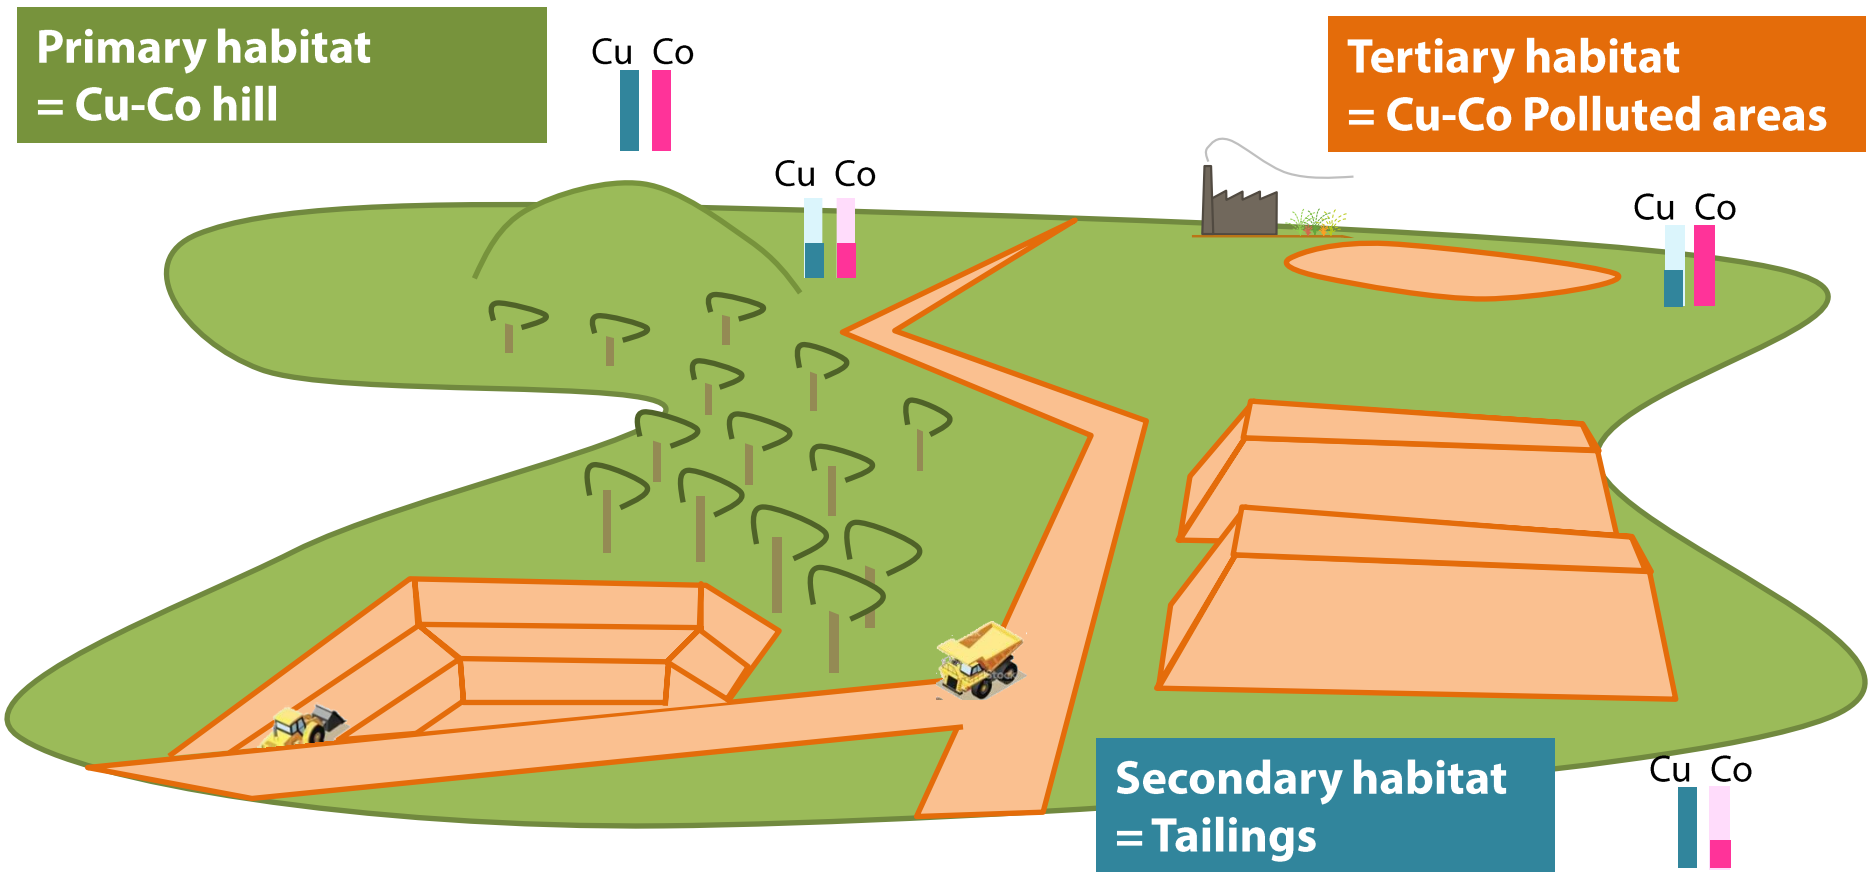 Primary habitat
= Cu-Co hill
Cu Co
Tertiary habitat
= Cu-Co Polluted areas
Cu Co
Cu Co
Secondary habitat
= Tailings
Cu Co